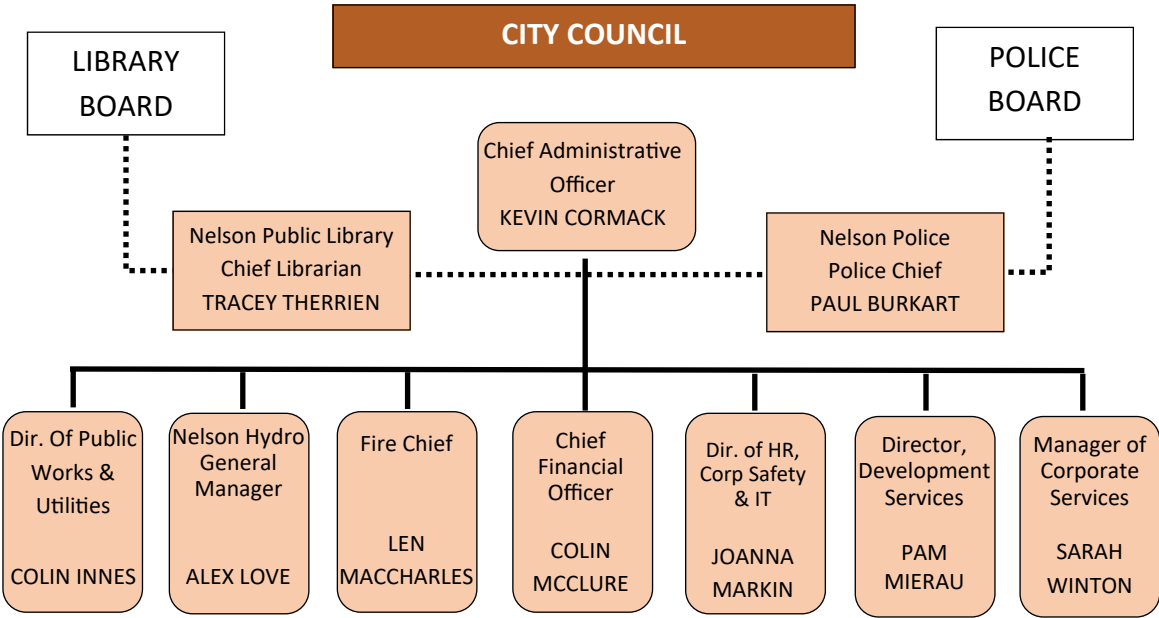 CITY COUNCIL
LIBRARY
BOARD
POLICE
BOARD
Chief Administrative
Officer
KEVIN CORMACK
Nelson Public Library
Chief Librarian
TRACEY THERRIEN
Nelson Police
Police Chief
PAUL BURKART
Dir. Of Public
Works &
Utilities
COLIN INNES
Nelson Hydro
General
Manager
ALEX LOVE
Fire Chief
LEN
MACCHARLES
Chief
Financial
Officer
COLIN
MCCLURE
Dir. of HR,
Corp Safety
& IT
JOANNA
MARKIN
Director,
Development
Services
PAM
MIERAU
Manager of
Corporate
Services
SARAH
WINTON